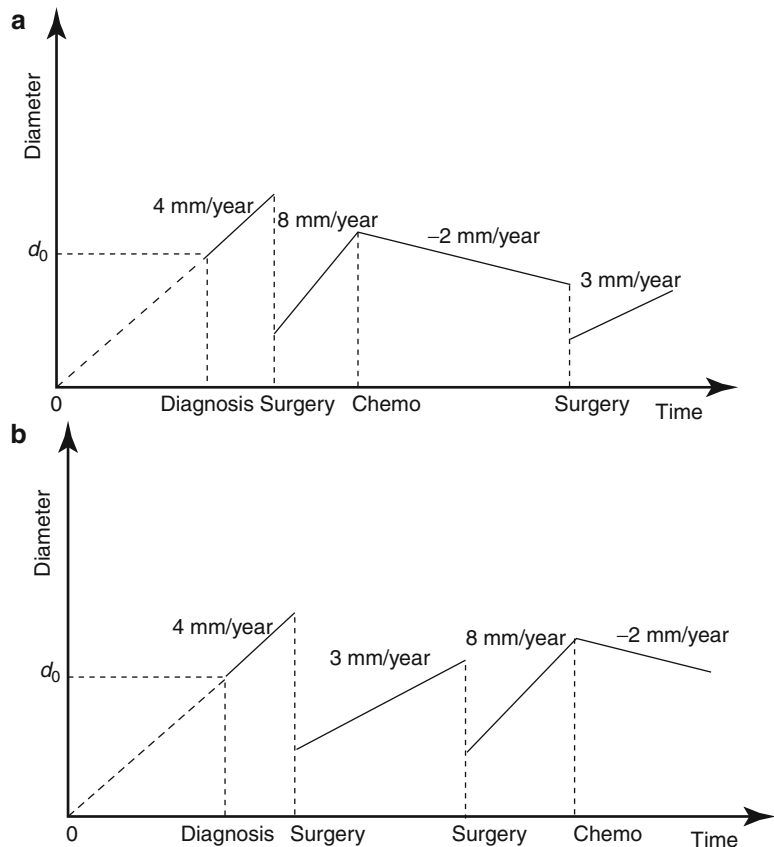 a
Diameter
4 mm/year
8 mm/year
–2 mm/year
3 mm/year
d0
0
Diagnosis Surgery Chemo Surgery Time
b
Diameter
4 mm/year
3 mm/year
8 mm/year
–2 mm/year
d0
0
Diagnosis Surgery Surgery Chemo Time